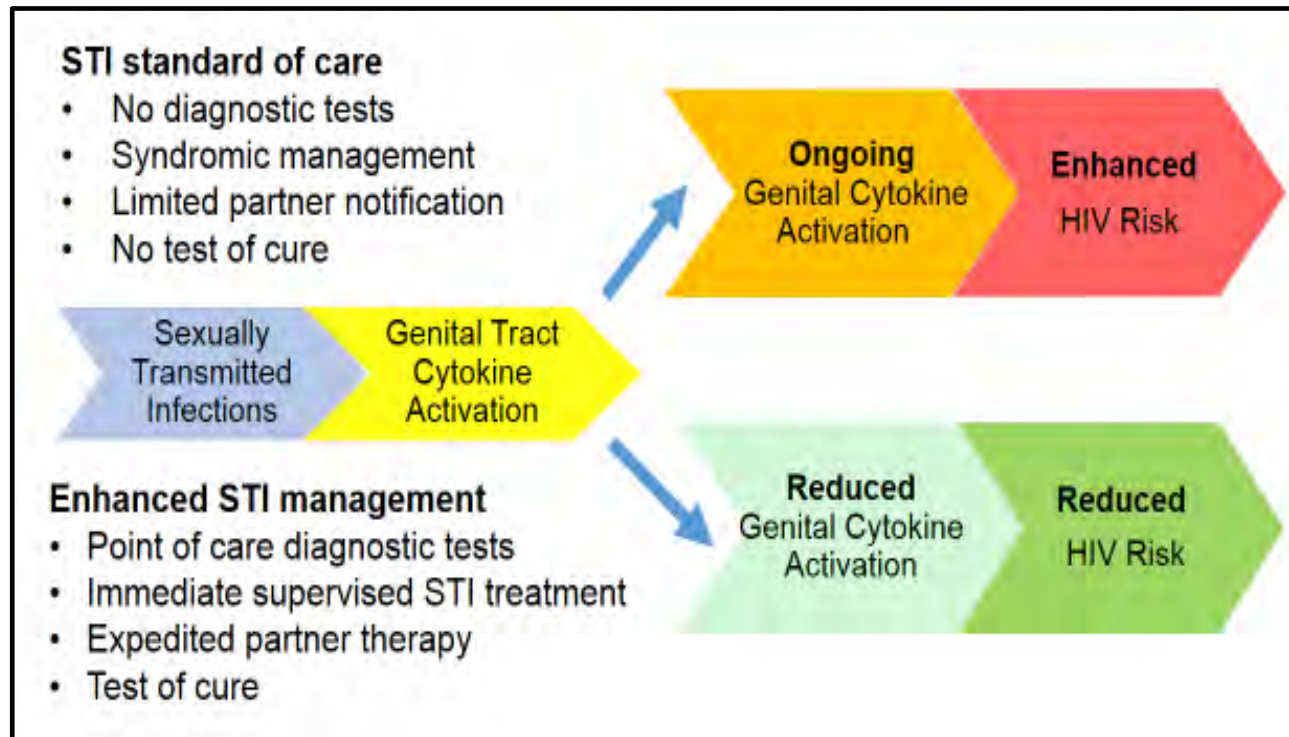 STI standard of care
• No diagnostic tests
• Syndromic management
• Limited partner notification
• No test of cure
Sexually
Transmitted
Infections
Genital Tract
Cytokine
Activation
Ongoing
Genital Cytokine
Activation
Enhanced
HIV Risk
Enhanced STI management
• Point of care diagnostic tests
• Immediate supervised STI treatment
• Expedited partner therapy
• Test of cure
Reduced
Genital Cytokine
Activation
Reduced
HIV Risk